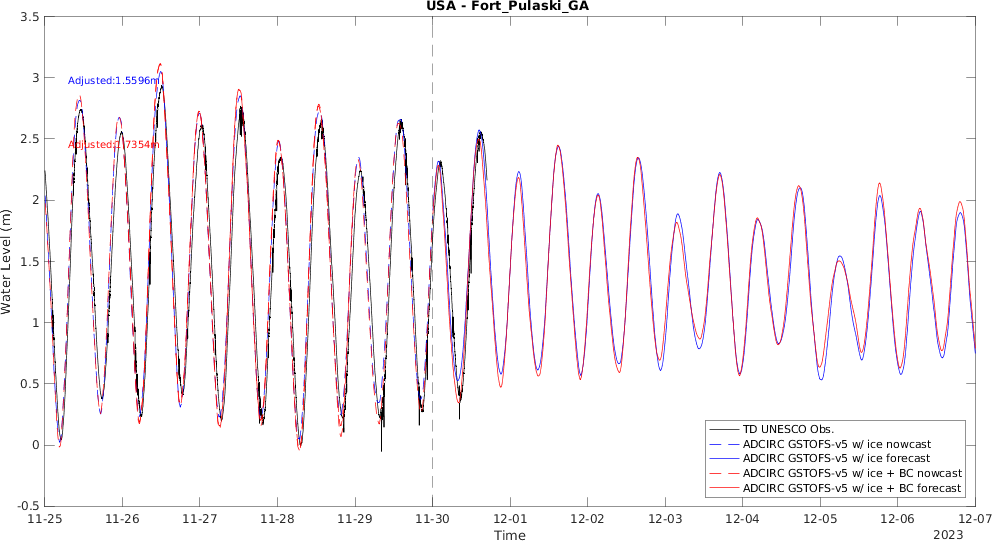 USA - Fort_Pulaski_GA
3.5
3
2.5
2
1.5
1
0.5
0
-0.5
Water Level (m)
Adjusted:1.5596m
Adjusted:1.7354m
TD UNESCO Obs.
ADCIRC GSTOFS-v5 w/ ice nowcast
ADCIRC GSTOFS-v5 w/ ice forecast
ADCIRC GSTOFS-v5 w/ ice + BC nowcast
ADCIRC GSTOFS-v5 w/ ice + BC forecast
11-25 11-26 11-27 11-28 11-29 11-30 12-01 12-02 12-03 12-04 12-05 12-06 12-07
Time
2023